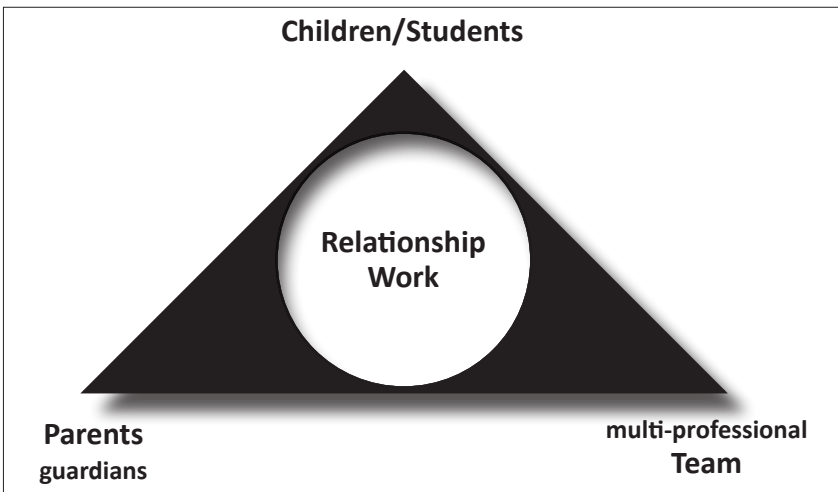 Children/Students
Relationship
Work
Parents
guardians
multi-professional
Team